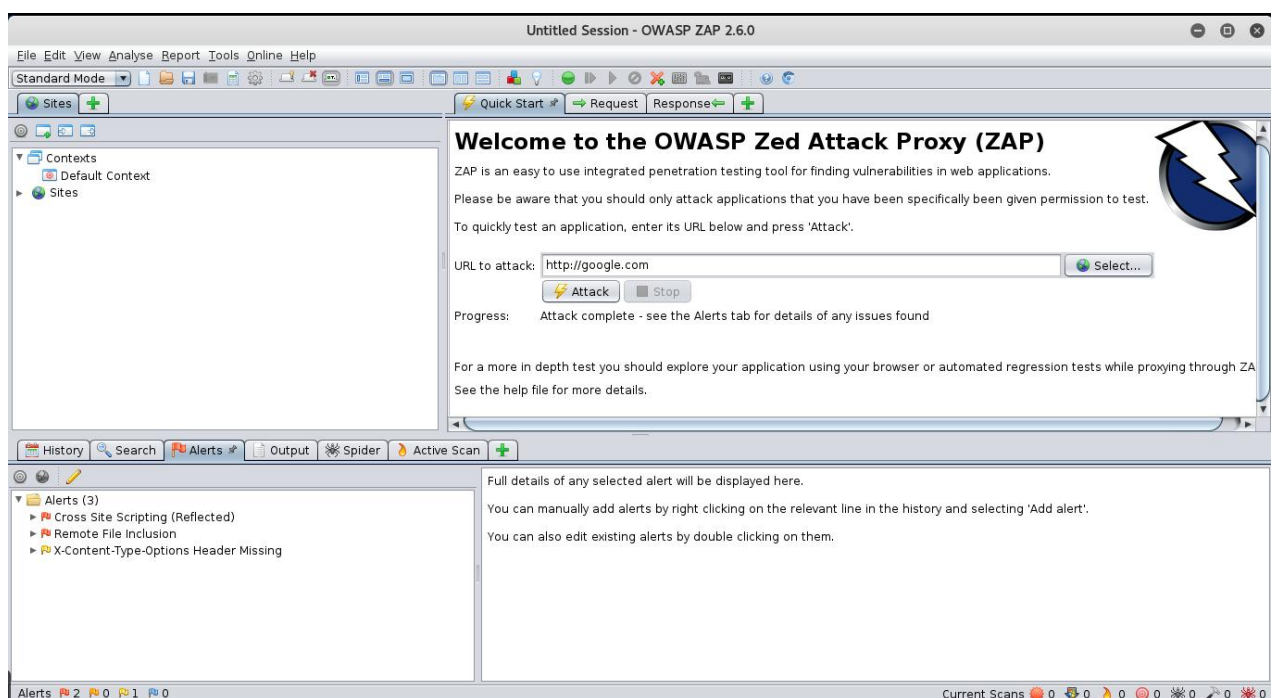 Untitled Session - OWASP ZAP 2.6.0
File Edit View Analyse Report Tools Online Help
Standard Mode
Sites
Quick Start
Request
Response
Contexts
Default Context
Sites
Welcome to the OWASP Zed Attack Proxy (ZAP)
ZAP is an easy to use integrated penetration testing tool for finding vulnerabilities in web applications.
Please be aware that you should only attack applications that you have been specifically been given permission to test.
To quickly test an application, enter its URL below and press 'Attack'.
URL to attack: http://google.com Select...
Attack Stop
Progress: Attack complete - see the Alerts tab for details of any issues found
For a more in depth test you should explore your application using your browser or automated regression tests while proxying through ZA
See the help file for more details.
History Search Alerts Output Spider Active Scan
Alerts (3)
Cross Site Scripting (Reflected)
Remote File Inclusion
X-Content-Type-Options Header Missing
Full details of any selected alert will be displayed here.
You can manually add alerts by right clicking on the relevant line in the history and selecting 'Add alert'.
You can also edit existing alerts by double clicking on them.
Alerts 2 0 1 0
Current Scans 0 0 0 0 0 0 0